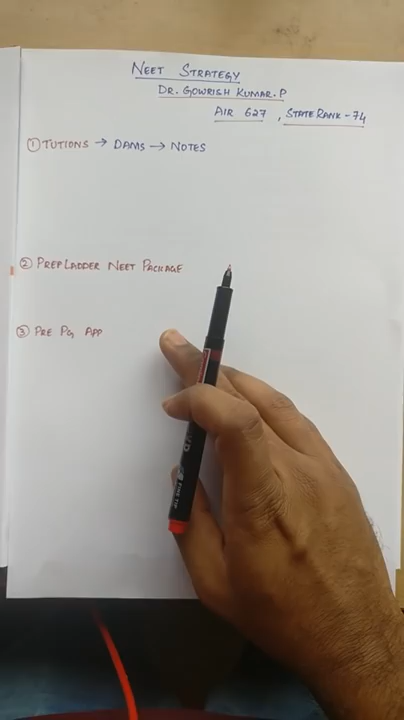 NEET STRATEGY
DR. GOWRISH KUMAR. P
AIR 627 , STATE RANK - 74
① TUTIONS → DAMS → NOTES
② PREPLADDER NEET PACKAGE
③ PRE PG APP